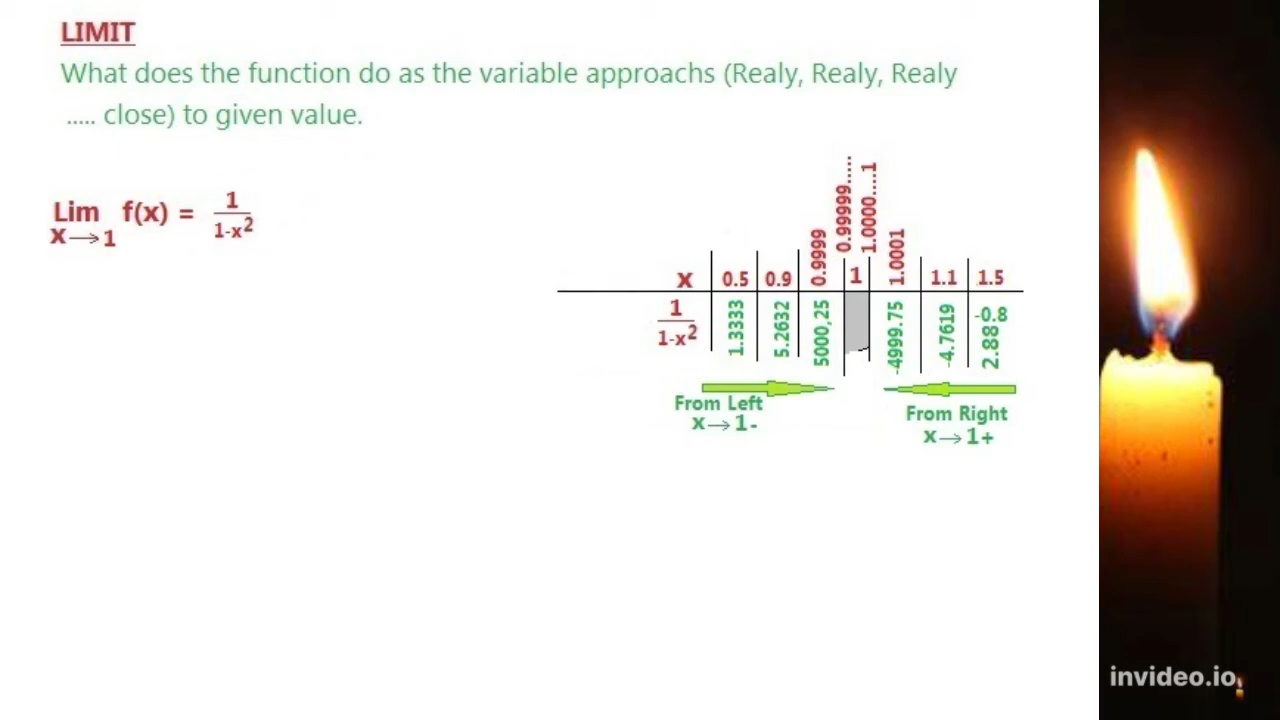 LIMIT
What does the function do as the variable approachs (Realy, Realy, Realy
..... close) to given value.
Lim f(x) = 1
x→1 1-x²
x 0.5 0.9 0.9999 0.99999..... 1 1.0000....1 1.0001 1.1 1.5
1
1-x² 1.3333 5.2632 5000,25 -4999.75 -4.7619 -0.8 2.88
From Left
x→1-
From Right
x→1+
invideo.io